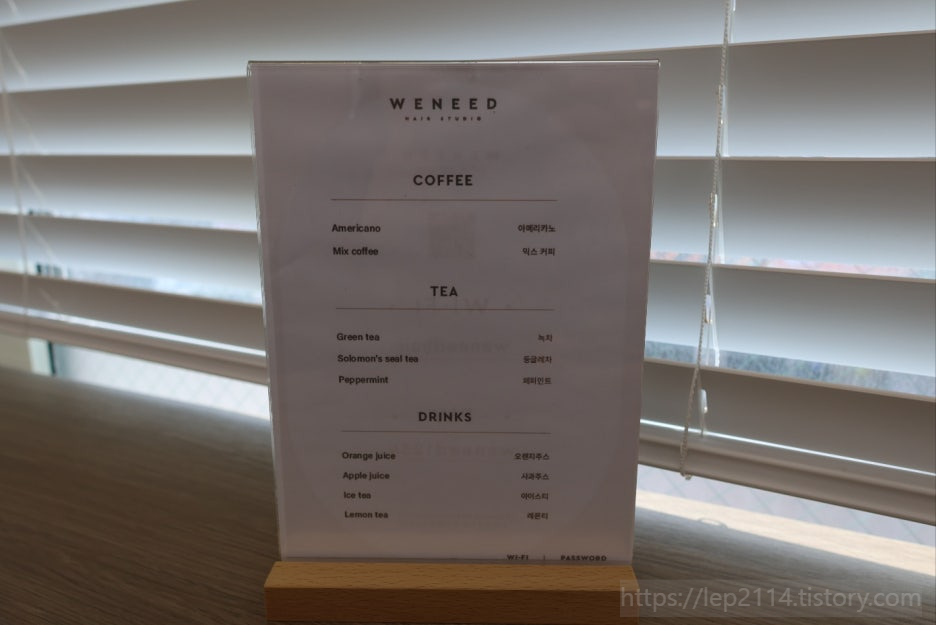 WENEED
HAIR STUDIO
COFFEE
Americano 아메리카노
Mix coffee 믹스 커피
TEA
Green tea 녹차
Solomon's seal tea 둥글레차
Peppermint 페퍼민트
DRINKS
Orange juice 오렌지주스
Apple juice 사과주스
Ice tea 아이스티
Lemon tea 레몬티
WI-FI | PASSWORD
https://lep2114.tistory.com